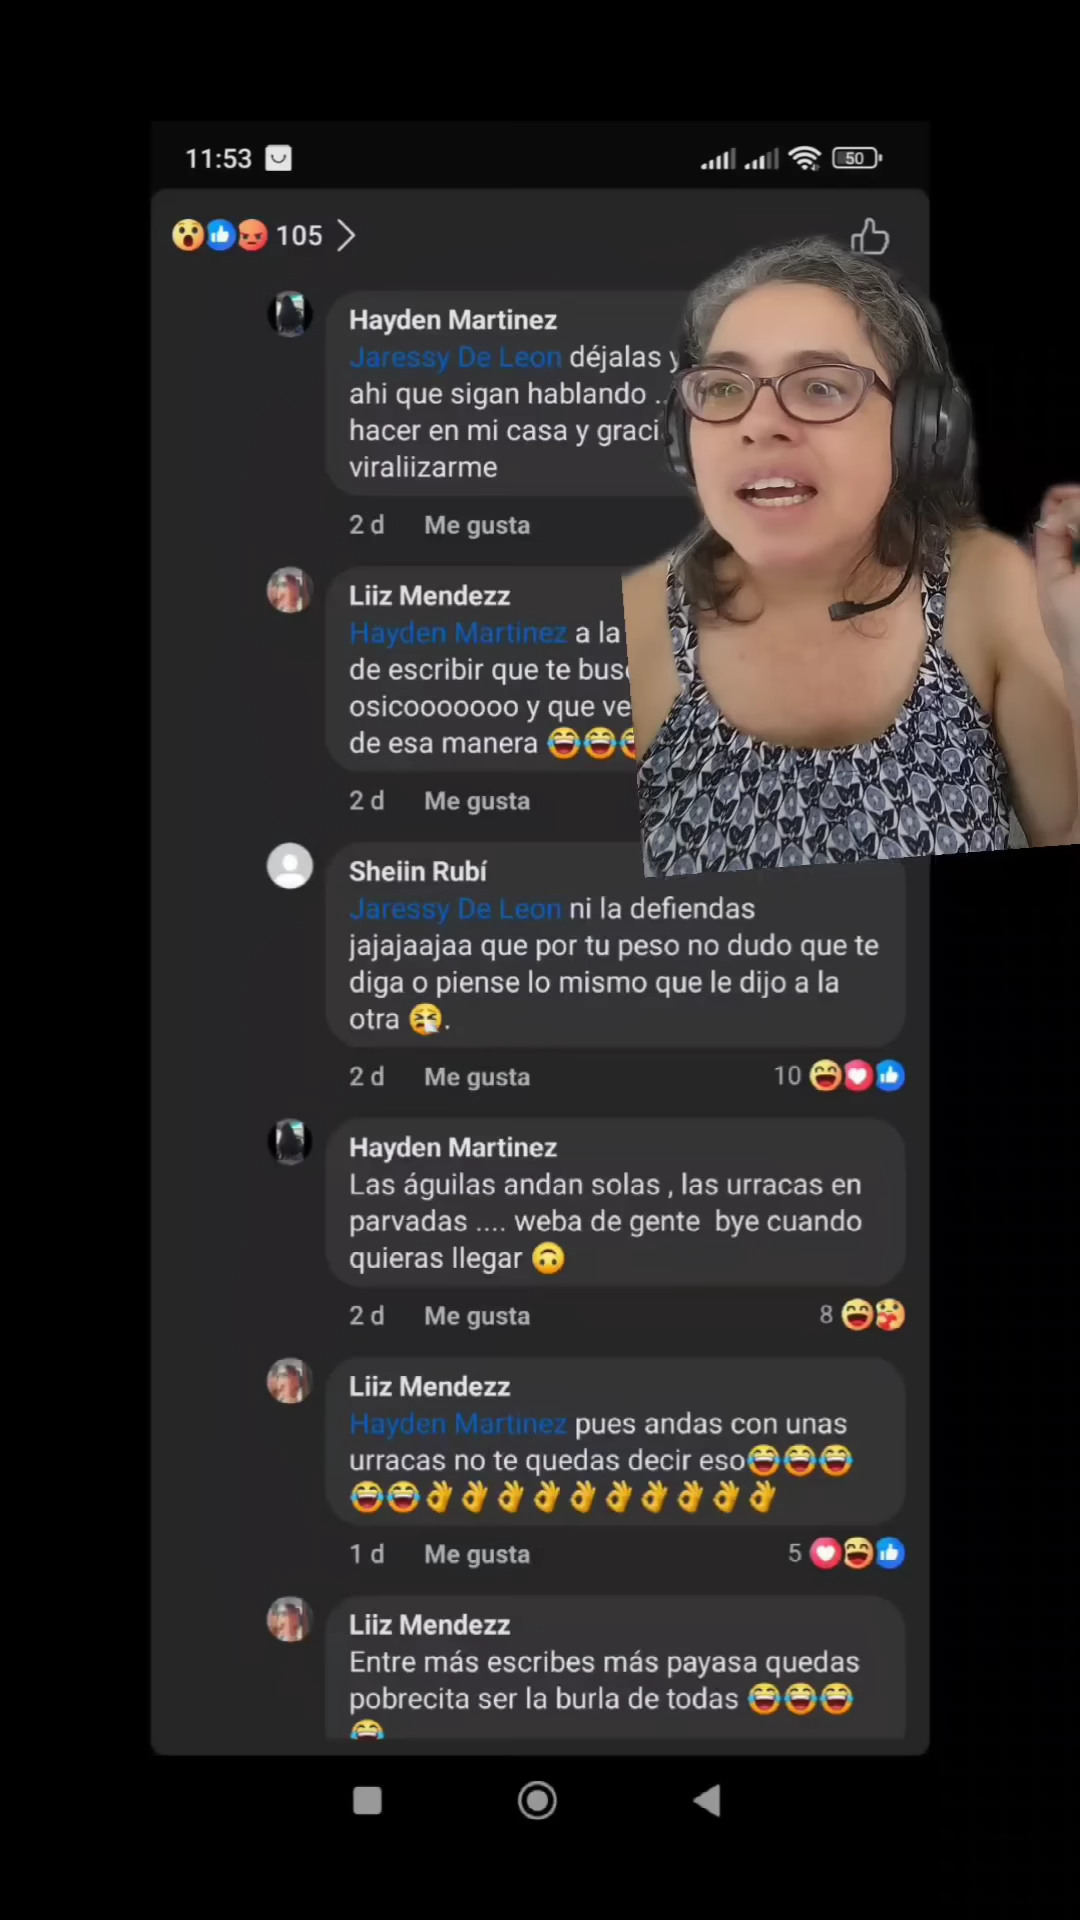 11:53
50
105
Hayden Martinez
Jaressy De Leon déjalas y
ahi que sigan hablando ..
hacer en mi casa y graci
viraliizarme
2 d Me gusta
Liiz Mendezz
Hayden Martinez a la
de escribir que te bus
osicooooooo y que ve
de esa manera 😂😂
2 d Me gusta
Sheiin Rubí
Jaressy De Leon ni la defiendas
jajajaajaa que por tu peso no dudo que te
diga o piense lo mismo que le dijo a la
otra 😝.
2 d Me gusta 10
Hayden Martinez
Las águilas andan solas , las urracas en
parvadas .... weba de gente bye cuando
quieras llegar 🙃
2 d Me gusta 8
Liiz Mendezz
Hayden Martinez pues andas con unas
urracas no te quedas decir eso😂😂😂
😂😂👌👌👌👌👌👌👌👌👌👌
1 d Me gusta 5
Liiz Mendezz
Entre más escribes más payasa quedas
pobrecita ser la burla de todas 😂😂😂
😂